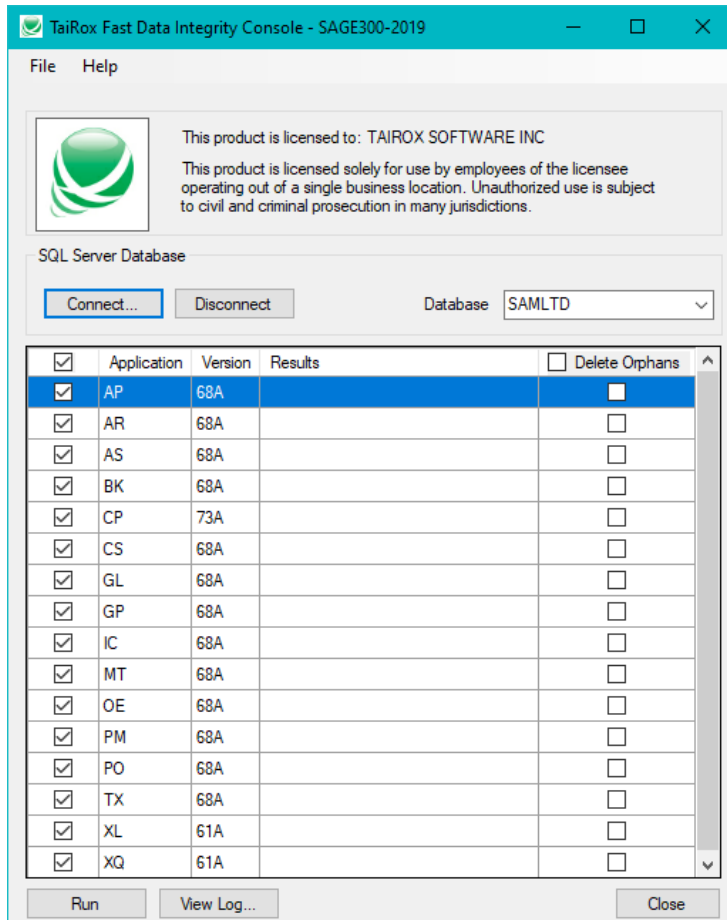 TaiRox Fast Data Integrity Console - SAGE300-2019
File Help
This product is licensed to: TAIROX SOFTWARE INC
This product is licensed solely for use by employees of the licensee
operating out of a single business location. Unauthorized use is subject
to civil and criminal prosecution in many jurisdictions.
SQL Server Database
Connect... Disconnect Database SAMLTD
Application Version Results Delete Orphans
AP 68A
AR 68A
AS 68A
BK 68A
CP 73A
CS 68A
GL 68A
GP 68A
IC 68A
MT 68A
OE 68A
PM 68A
PO 68A
TX 68A
XL 61A
XQ 61A
Run View Log... Close